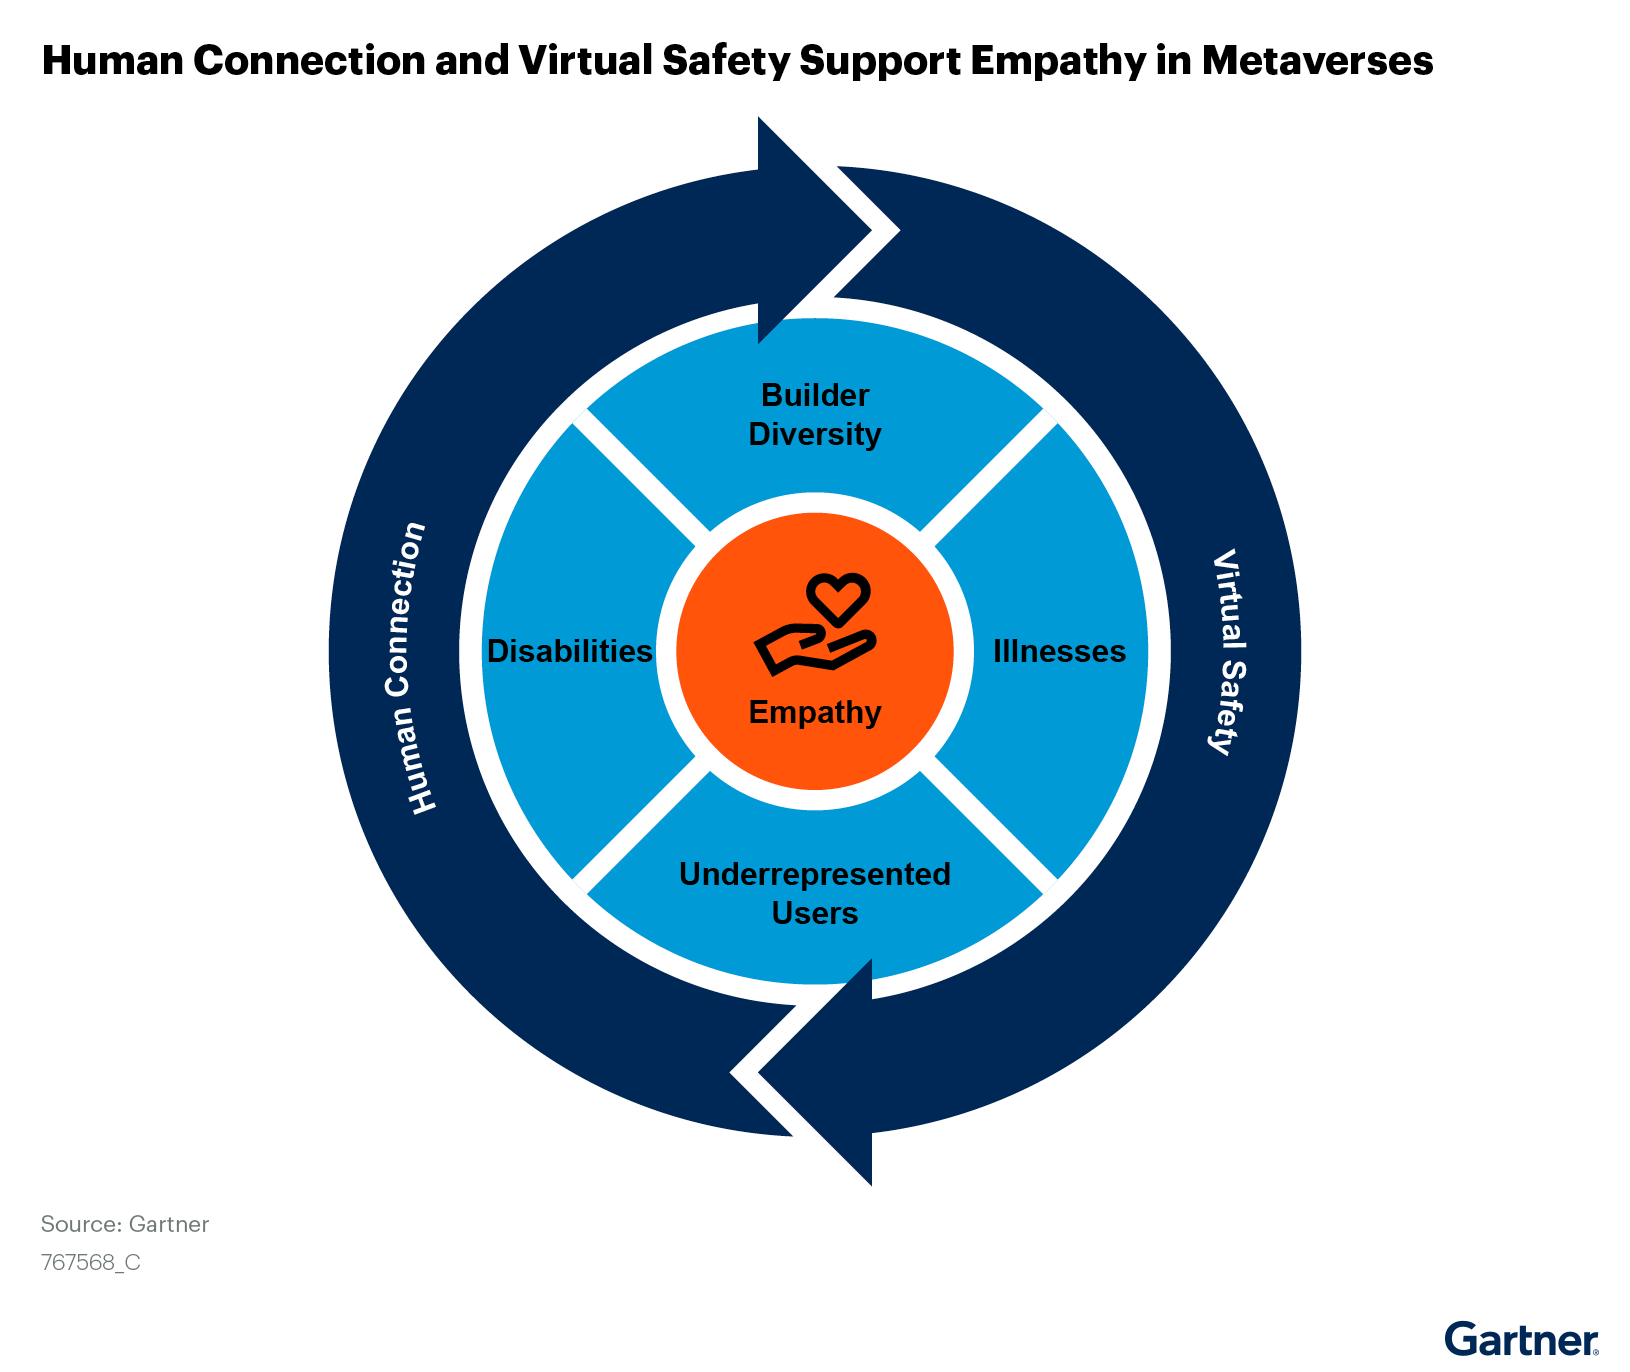 Human Connection and Virtual Safety Support Empathy in Metaverses
Builder
Diversity
Human Connection
Disabilities
Empathy
Illnesses
Virtual Safety
Underrepresented
Users
Source: Gartner
767568_C
Gartner®